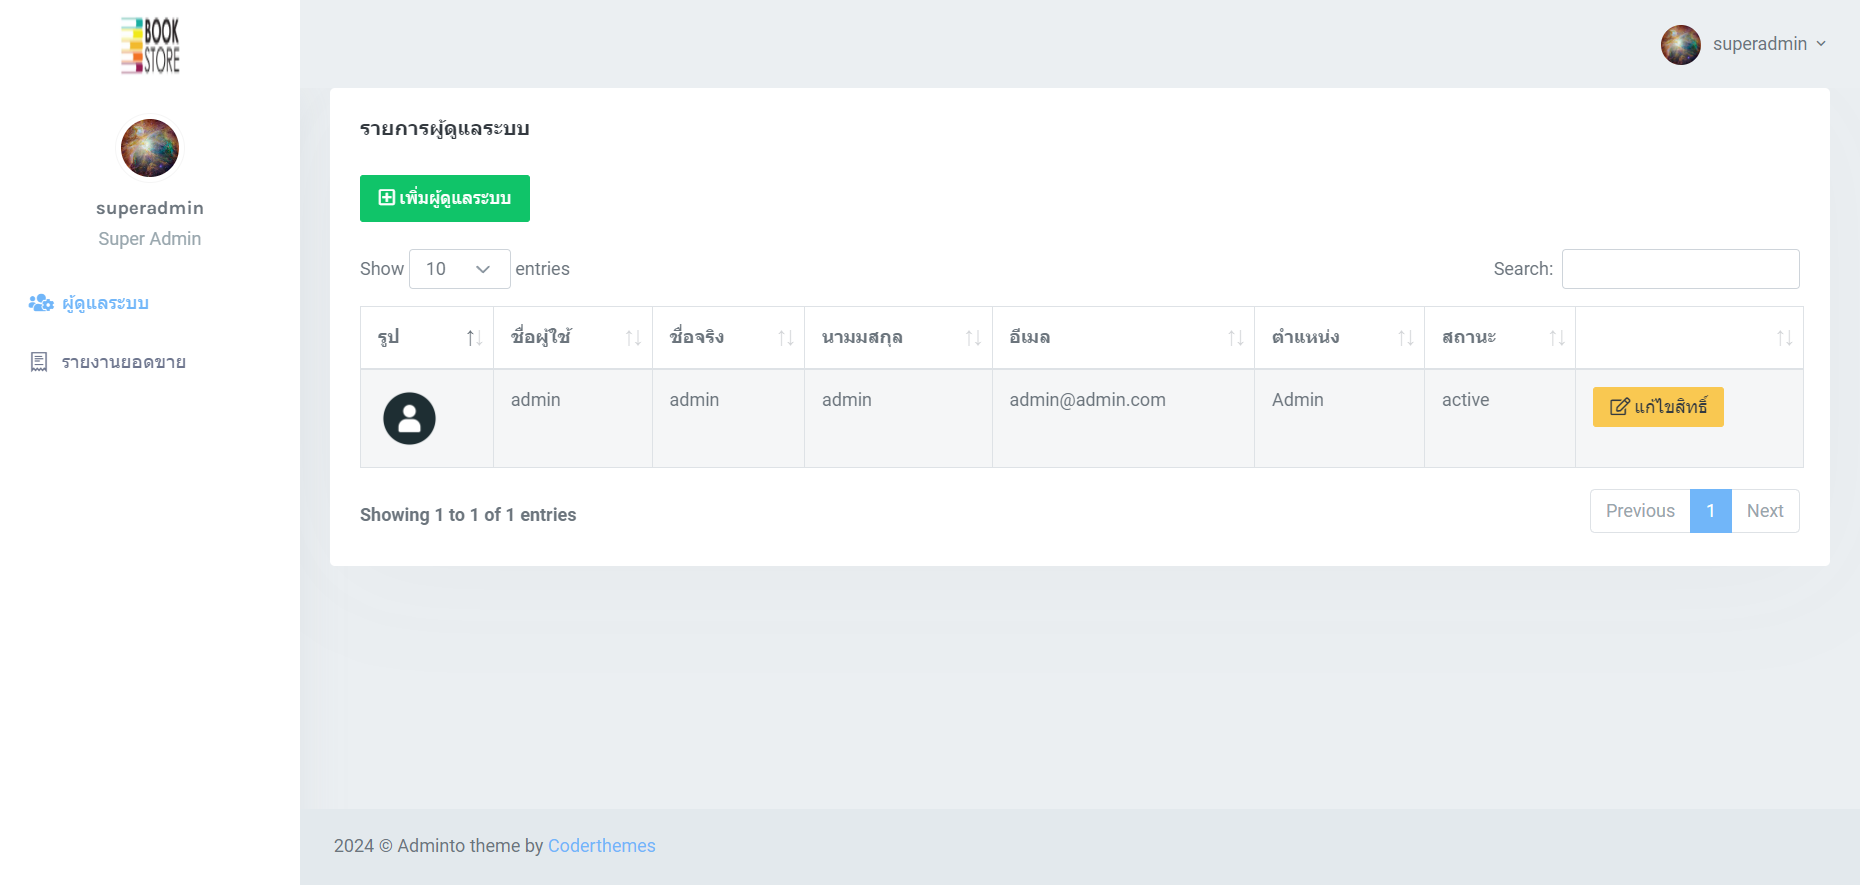 BOOK
STORE
superadmin
superadmin
Super Admin
ผู้ดูแลระบบ
รายงานยอดขาย
รายการผู้ดูแลระบบ
เพิ่มผู้ดูแลระบบ
Show 10 entries
Search:
รูป ชื่อผู้ใช้ ชื่อจริง นามมสกุล อีเมล ตำแหน่ง สถานะ
admin admin admin admin@admin.com Admin active แก้ไขสิทธิ์
Showing 1 to 1 of 1 entries
Previous 1 Next
2024 © Adminto theme by Coderthemes